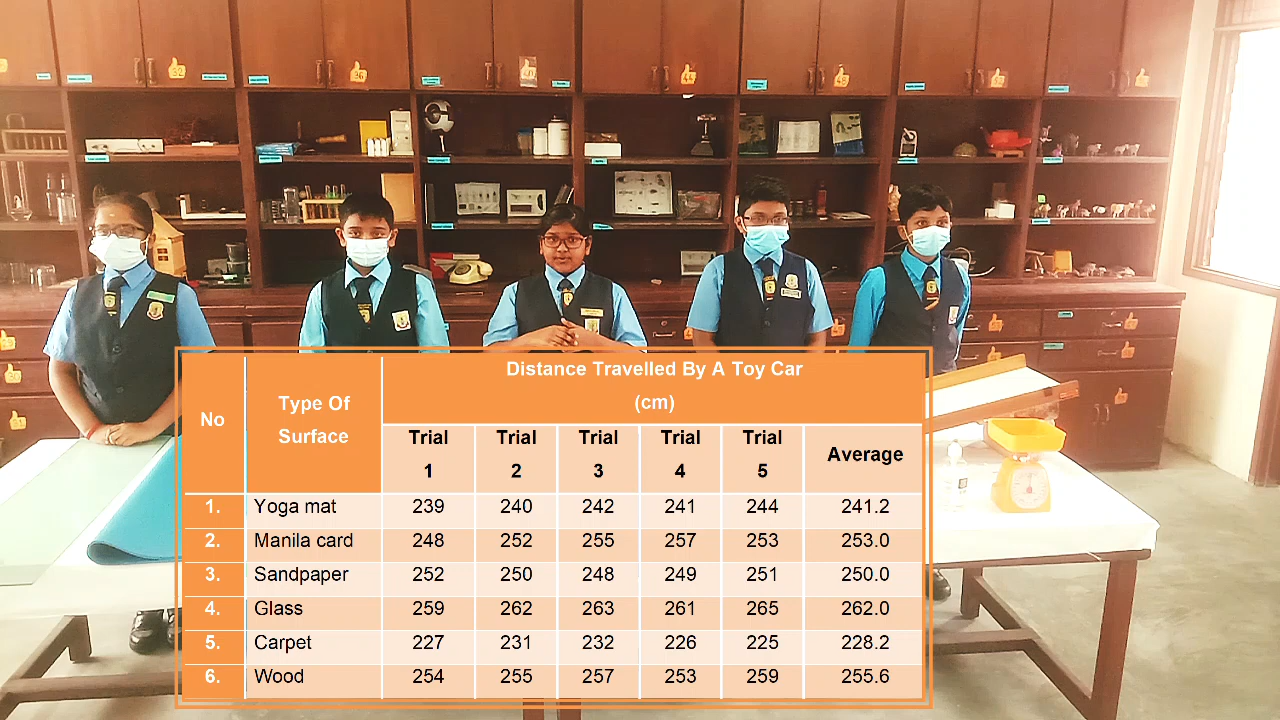 Distance Travelled By A Toy Car
(cm)
No
Type Of
Surface
Trial
1
Trial
2
Trial
3
Trial
4
Trial
5
Average
1. Yoga mat 239 240 242 241 244 241.2
2. Manila card 248 252 255 257 253 253.0
3. Sandpaper 252 250 248 249 251 250.0
4. Glass 259 262 263 261 265 262.0
5. Carpet 227 231 232 226 225 228.2
6. Wood 254 255 257 253 259 255.6